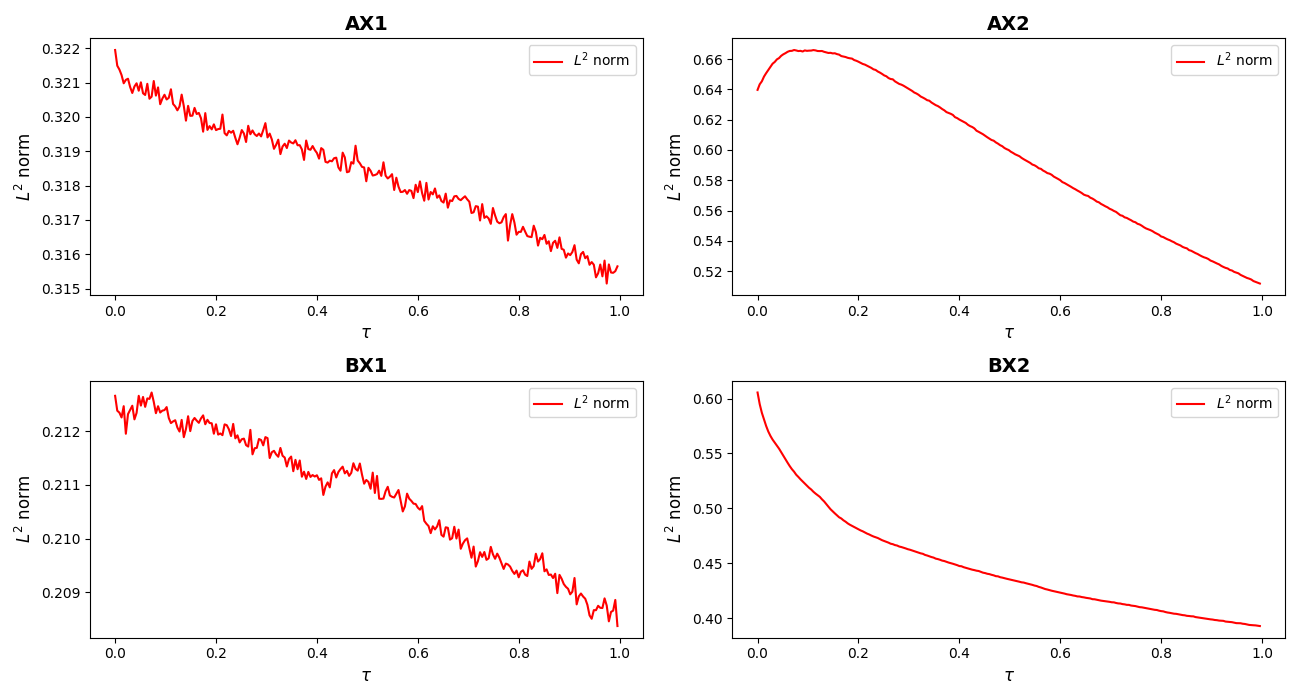 AX1
L² norm
0.322
0.321
0.320
0.319
0.318
0.317
0.316
0.315
L² norm
0.0 0.2 0.4 0.6 0.8 1.0
τ
AX2
L² norm
0.66
0.64
0.62
0.60
0.58
0.56
0.54
0.52
L² norm
0.0 0.2 0.4 0.6 0.8 1.0
τ
BX1
L² norm
0.212
0.211
0.210
0.209
L² norm
0.0 0.2 0.4 0.6 0.8 1.0
τ
BX2
L² norm
0.60
0.55
0.50
0.45
0.40
L² norm
0.0 0.2 0.4 0.6 0.8 1.0
τ